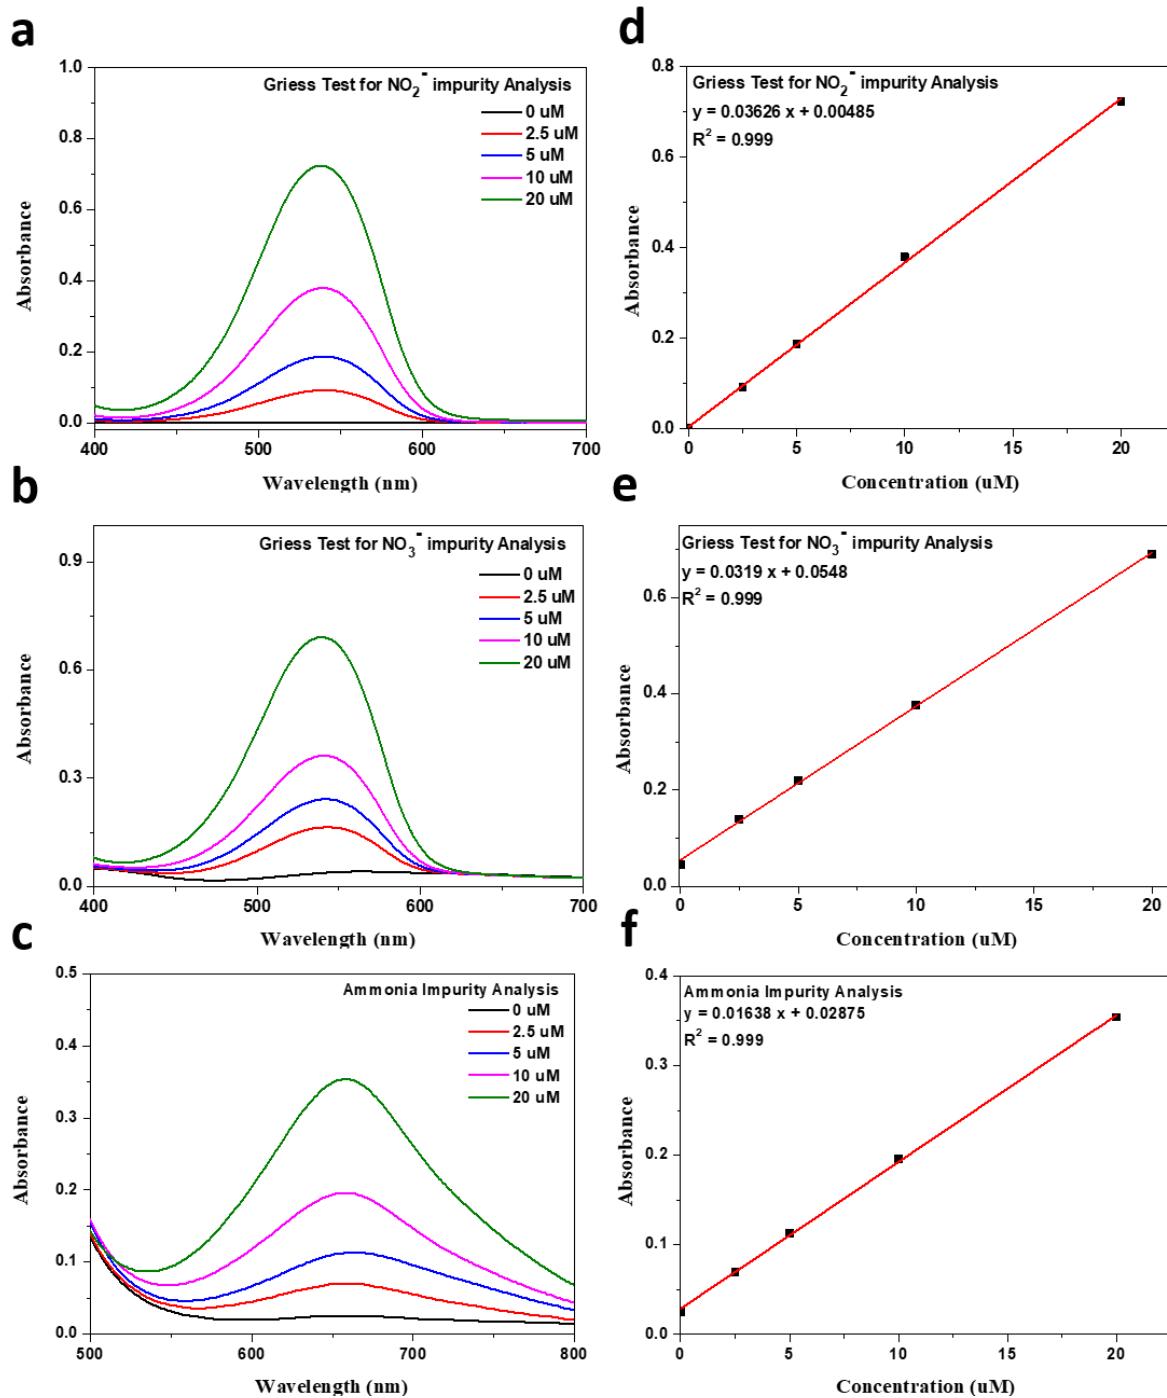 a
1.0
0.8
0.6
0.4
0.2
0.0
Absorbance
Griess Test for NO₂⁻ impurity Analysis
0 uM
2.5 uM
5 uM
10 uM
20 uM
400
500
600
700
Wavelength (nm)
d
0.8
0.6
0.4
0.2
0.0
Absorbance
Griess Test for NO₂⁻ impurity Analysis
y = 0.03626 x + 0.00485
R² = 0.999
0
5
10
15
20
Concentration (uM)
b
0.9
0.6
0.3
0.0
Absorbance
Griess Test for NO₃⁻ impurity Analysis
0 uM
2.5 uM
5 uM
10 uM
20 uM
400
500
600
700
Wavelength (nm)
e
0.6
0.4
0.2
0.0
Absorbance
Griess Test for NO₃⁻ impurity Analysis
y = 0.0319 x + 0.0548
R² = 0.999
0
5
10
15
20
Concentration (uM)
c
0.5
0.4
0.3
0.2
0.1
0.0
Absorbance
Ammonia Impurity Analysis
0 uM
2.5 uM
5 uM
10 uM
20 uM
500
600
700
800
Wavelength (nm)
f
0.4
0.3
0.2
0.1
0.0
Absorbance
Ammonia Impurity Analysis
y = 0.01638 x + 0.02875
R² = 0.999
0
5
10
15
20
Concentration (uM)